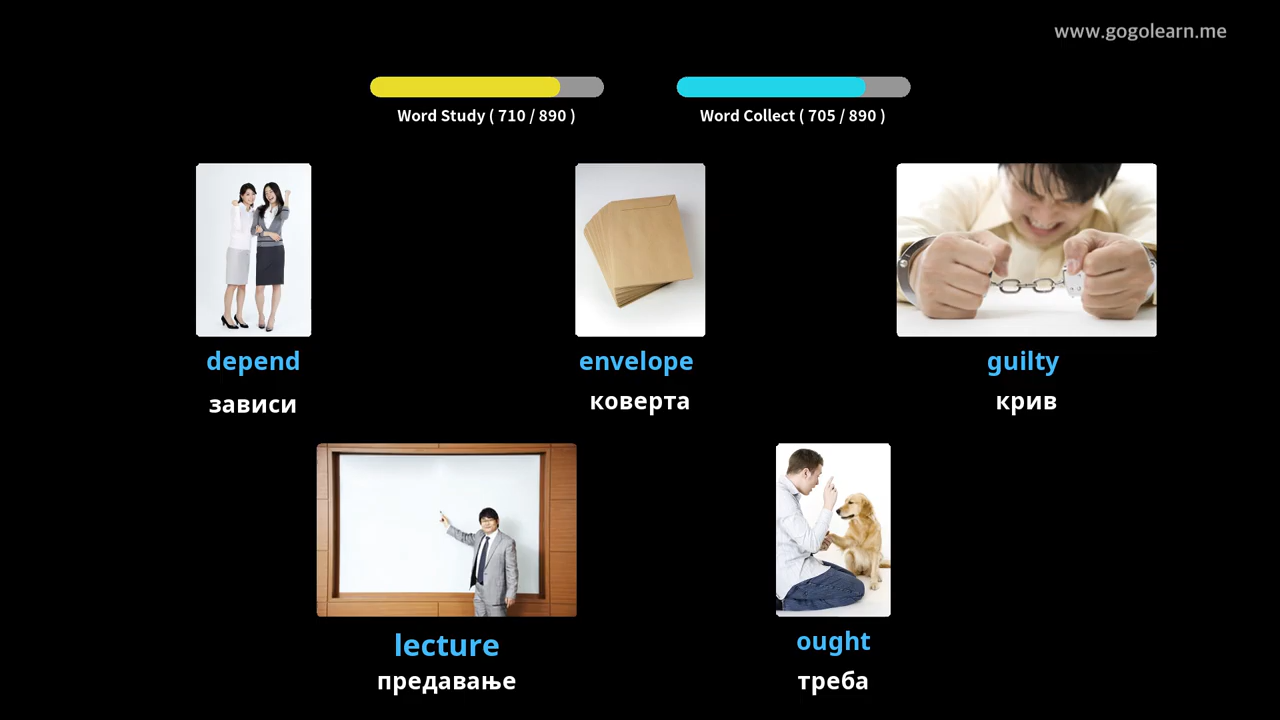 www.gogolearn.me
Word Study ( 710 / 890 )
Word Collect ( 705 / 890 )
depend
зависи
envelope
коверта
guilty
крив
lecture
предавање
ought
треба